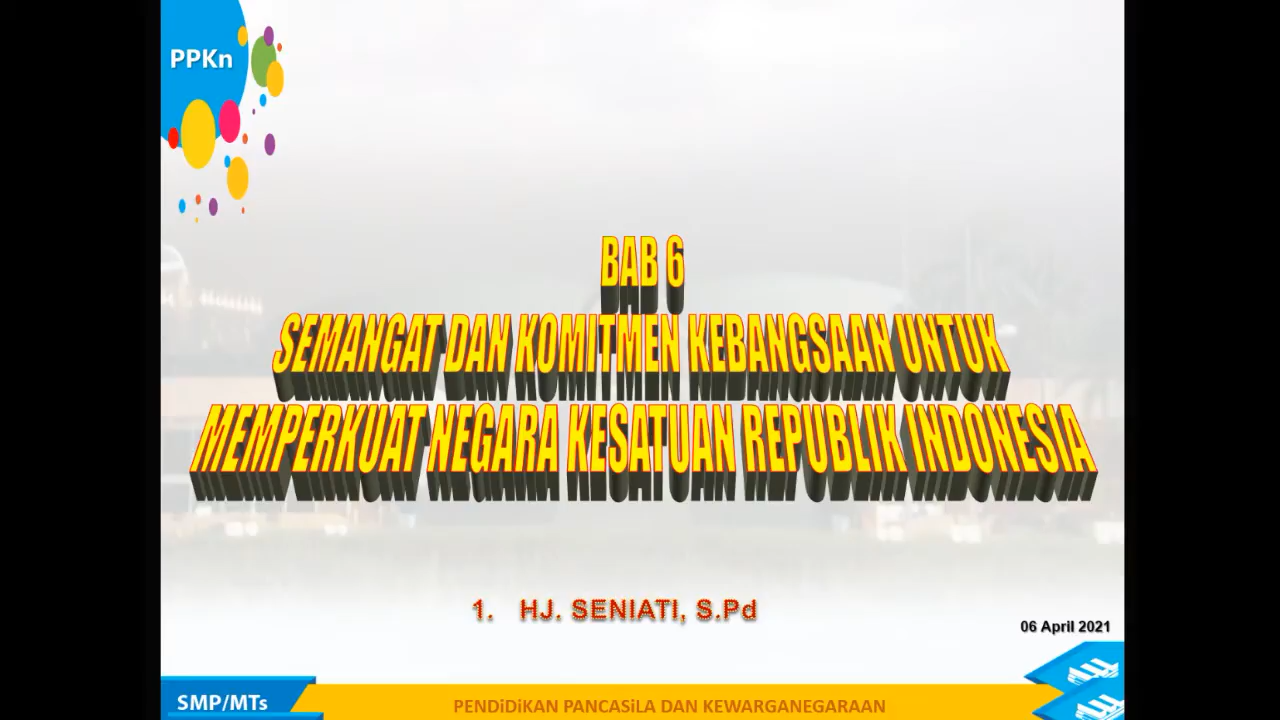 PPKn
BAB 6
SEMANGAT DAN KOMITMEN KEBANGSAAN UNTUK
MEMPERKUAT NEGARA KESATUAN REPUBLIK INDONESIA
1. HJ. SENIATI, S.Pd
06 April 2021
SMP/MTs
PENDiDiKAN PANCASiLA DAN KEWARGANEGARAAN